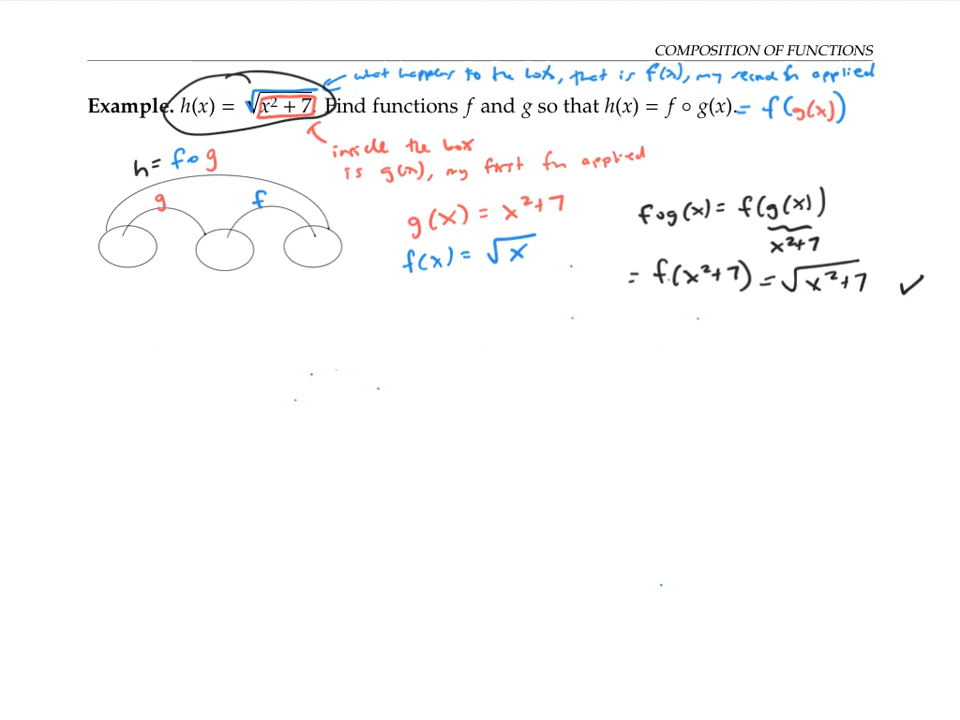 COMPOSITION OF FUNCTIONS
what happens to the box, that is f(x), my second fn applied
Example. h(x) = √(x² + 7). Find functions f and g so that h(x) = f ∘ g(x). = f(g(x))
inside the box
is g(x), my first fn applied
h = f∘g
g f
g(x) = x²+7
f(x) = √x
f∘g(x) = f(g(x))
x²+7
= f(x²+7) = √(x²+7) ✓